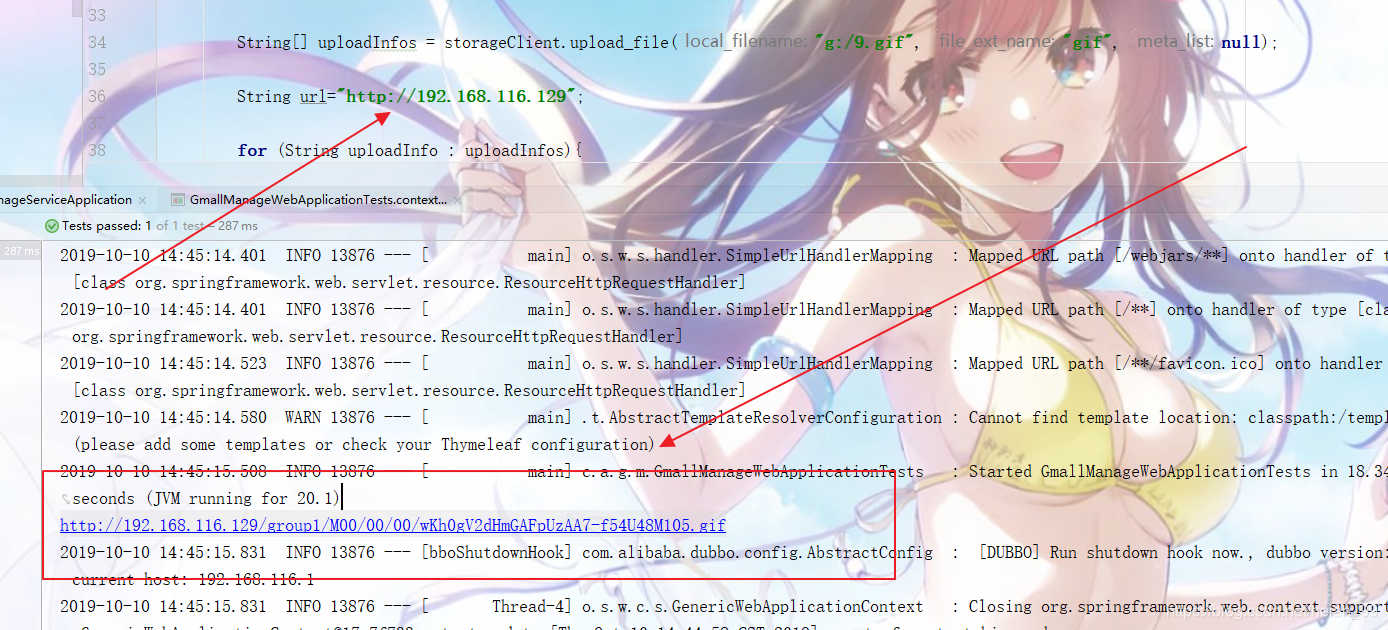 33
34 String[] uploadInfos = storageClient.upload_file( local_filename: "g:/9.gif", file_ext_name: "gif", meta_list: null);
35
36 String url="http://192.168.116.129";
37
38 for (String uploadInfo : uploadInfos){
nageServiceApplication × GmallManageWebApplicationTests.context... ×
Tests passed: 1 of 1 test – 287 ms
287 ms
2019-10-10 14:45:14.401 INFO 13876 --- [ main] o.s.w.s.handler.SimpleUrlHandlerMapping : Mapped URL path [/webjars/**] onto handler of t
[class org.springframework.web.servlet.resource.ResourceHttpRequestHandler]
2019-10-10 14:45:14.401 INFO 13876 --- [ main] o.s.w.s.handler.SimpleUrlHandlerMapping : Mapped URL path [/**] onto handler of type [cla
org.springframework.web.servlet.resource.ResourceHttpRequestHandler]
2019-10-10 14:45:14.523 INFO 13876 --- [ main] o.s.w.s.handler.SimpleUrlHandlerMapping : Mapped URL path [/**/favicon.ico] onto handler
[class org.springframework.web.servlet.resource.ResourceHttpRequestHandler]
2019-10-10 14:45:14.580 WARN 13876 --- [ main] .t.AbstractTemplateResolverConfiguration : Cannot find template location: classpath:/templ
(please add some templates or check your Thymeleaf configuration)
2019-10-10 14:45:15.508 INFO 13876 --- [ main] c.a.g.m.GmallManageWebApplicationTests : Started GmallManageWebApplicationTests in 18.34
seconds (JVM running for 20.1)
http://192.168.116.129/group1/M00/00/00/wKh0gV2dHmGAFpUzAA7-f54U48M105.gif
2019-10-10 14:45:15.831 INFO 13876 --- [bboShutdownHook] com.alibaba.dubbo.config.AbstractConfig : [DUBBO] Run shutdown hook now., dubbo version:
current host: 192.168.116.1
2019-10-10 14:45:15.831 INFO 13876 --- [ Thread-4] o.s.w.c.s.GenericWebApplicationContext : Closing org.springframework.web.context.support